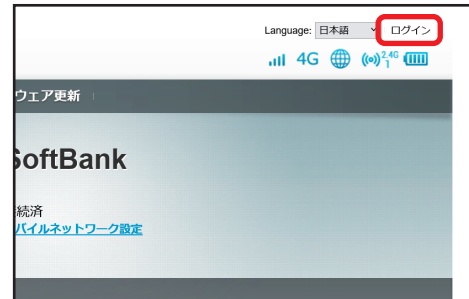 Language: 日本語 ログイン
4G 2.4G
1
ウェア更新
SoftBank
続済
バイルネットワーク設定